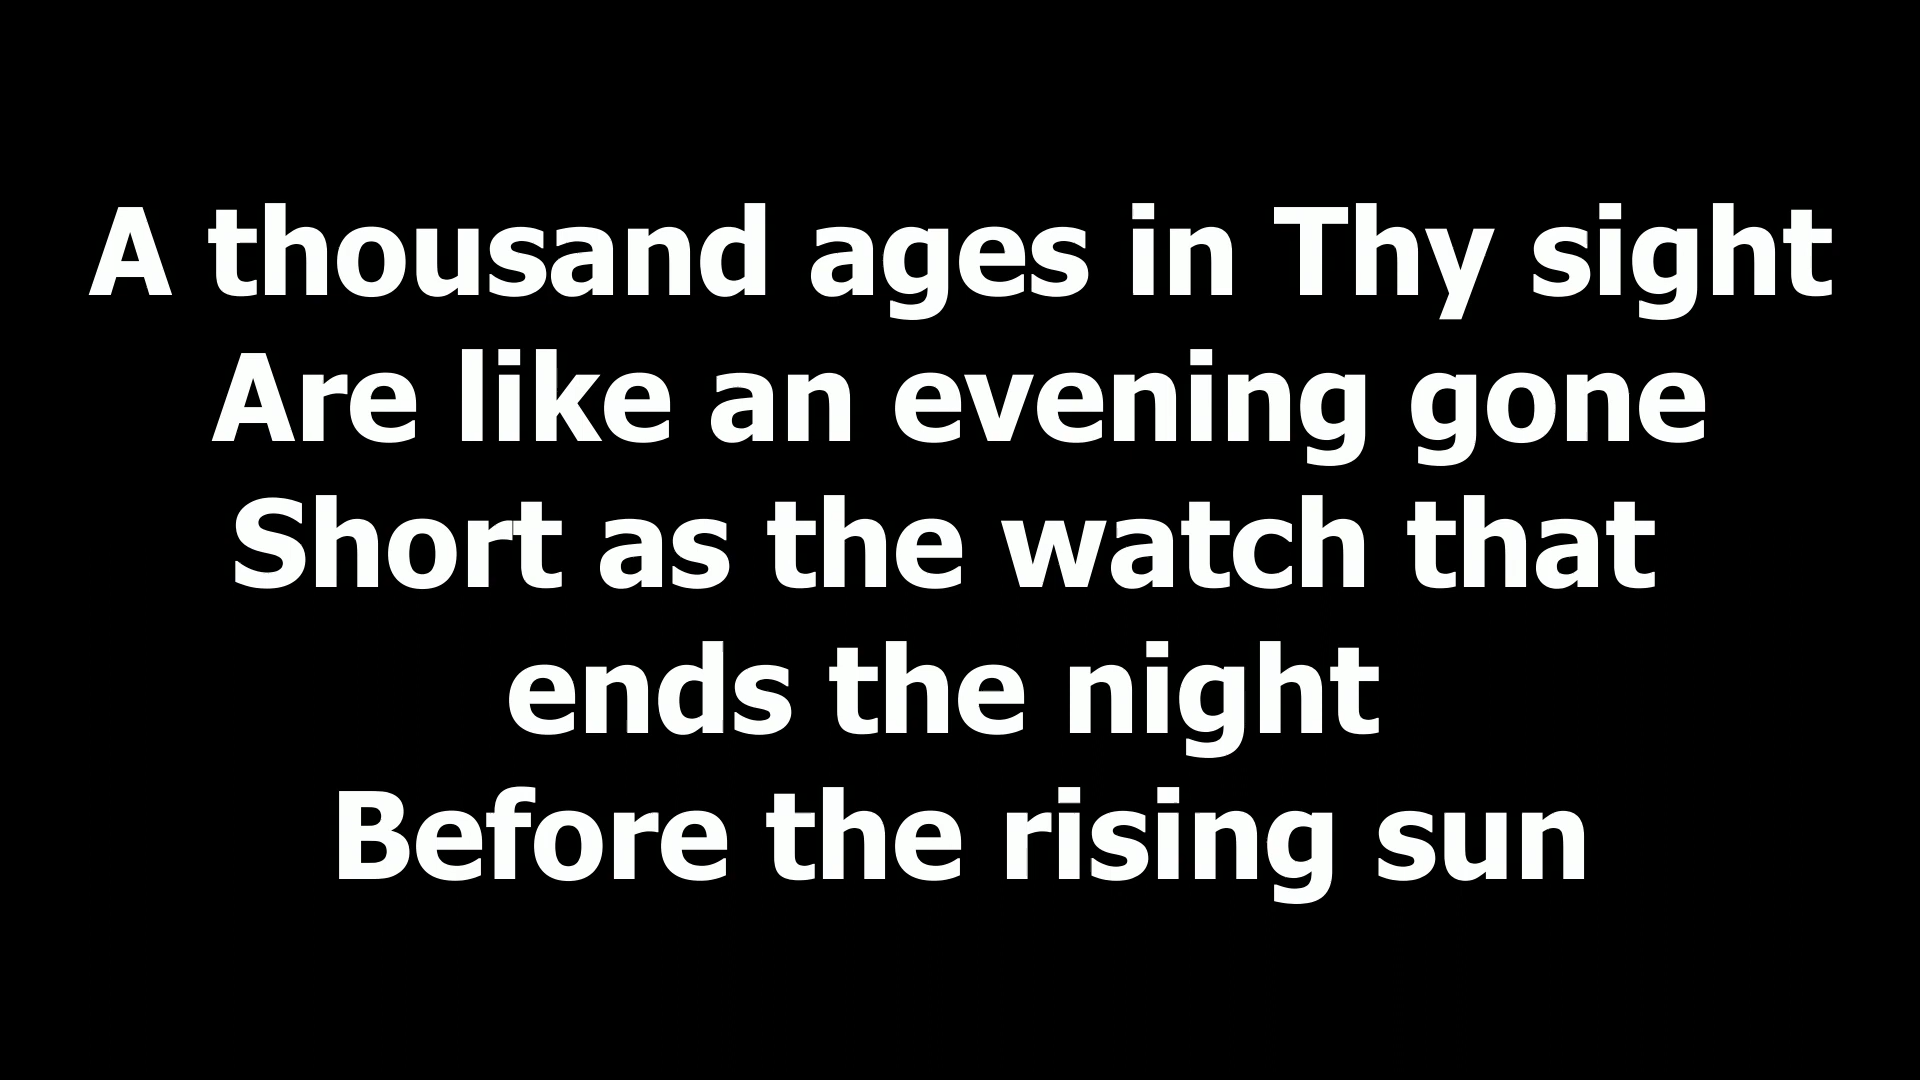 A thousand ages in Thy sight
Are like an evening gone
Short as the watch that
ends the night
Before the rising sun